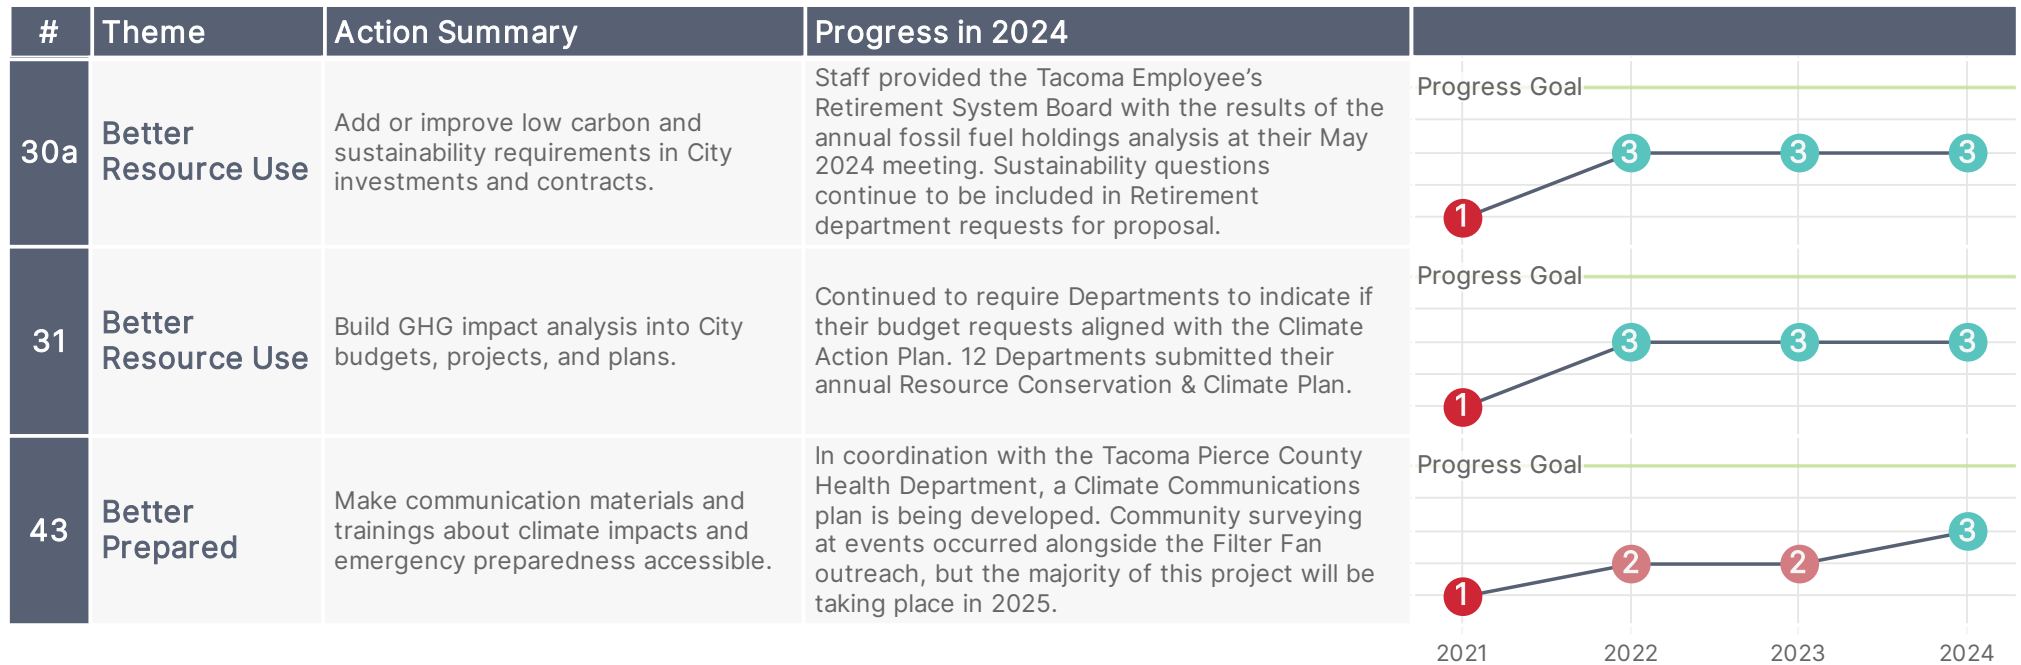 # Theme Action Summary Progress in 2024
30a
Better
Resource Use
Add or improve low carbon and
sustainability requirements in City
investments and contracts.
Staff provided the Tacoma Employee’s
Retirement System Board with the results of the
annual fossil fuel holdings analysis at their May
2024 meeting. Sustainability questions
continue to be included in Retirement
department requests for proposal.
Progress Goal
1 3 3 3
31
Better
Resource Use
Build GHG impact analysis into City
budgets, projects, and plans.
Continued to require Departments to indicate if
their budget requests aligned with the Climate
Action Plan. 12 Departments submitted their
annual Resource Conservation & Climate Plan.
Progress Goal
1 3 3 3
43
Better
Prepared
Make communication materials and
trainings about climate impacts and
emergency preparedness accessible.
In coordination with the Tacoma Pierce County
Health Department, a Climate Communications
plan is being developed. Community surveying
at events occurred alongside the Filter Fan
outreach, but the majority of this project will be
taking place in 2025.
Progress Goal
1 2 2 3
2021 2022 2023 2024